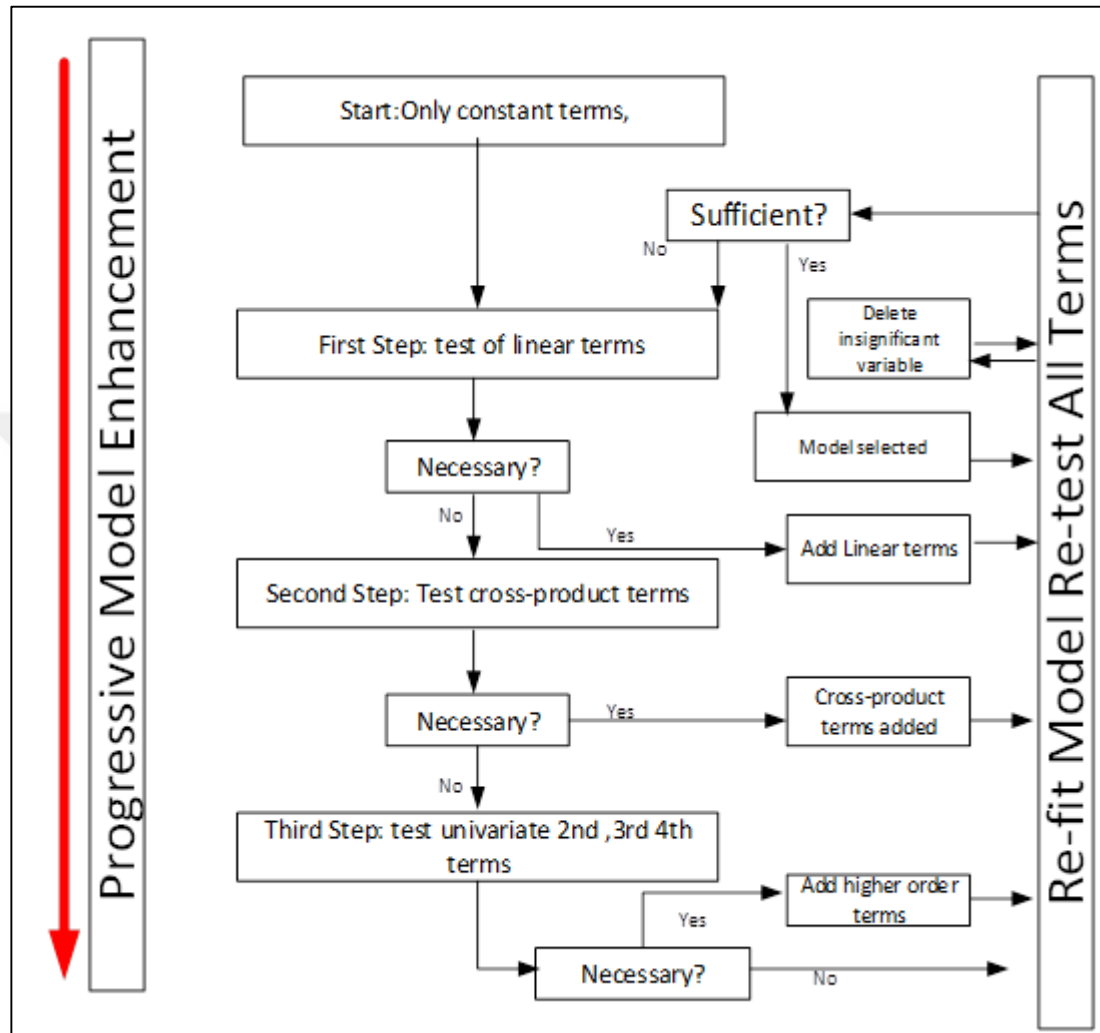 Progressive Model Enhancement
Start:Only constant terms,
Sufficient?
No
Yes
First Step: test of linear terms
Delete
insignificant
variable
Model selected
Necessary?
No
Yes
Add Linear terms
Second Step: Test cross-product terms
Necessary?
Yes
Cross-product
terms added
No
Third Step: test univariate 2nd ,3rd 4th
terms
Add higher order
terms
Yes
Necessary?
No
Re-fit Model Re-test All Terms